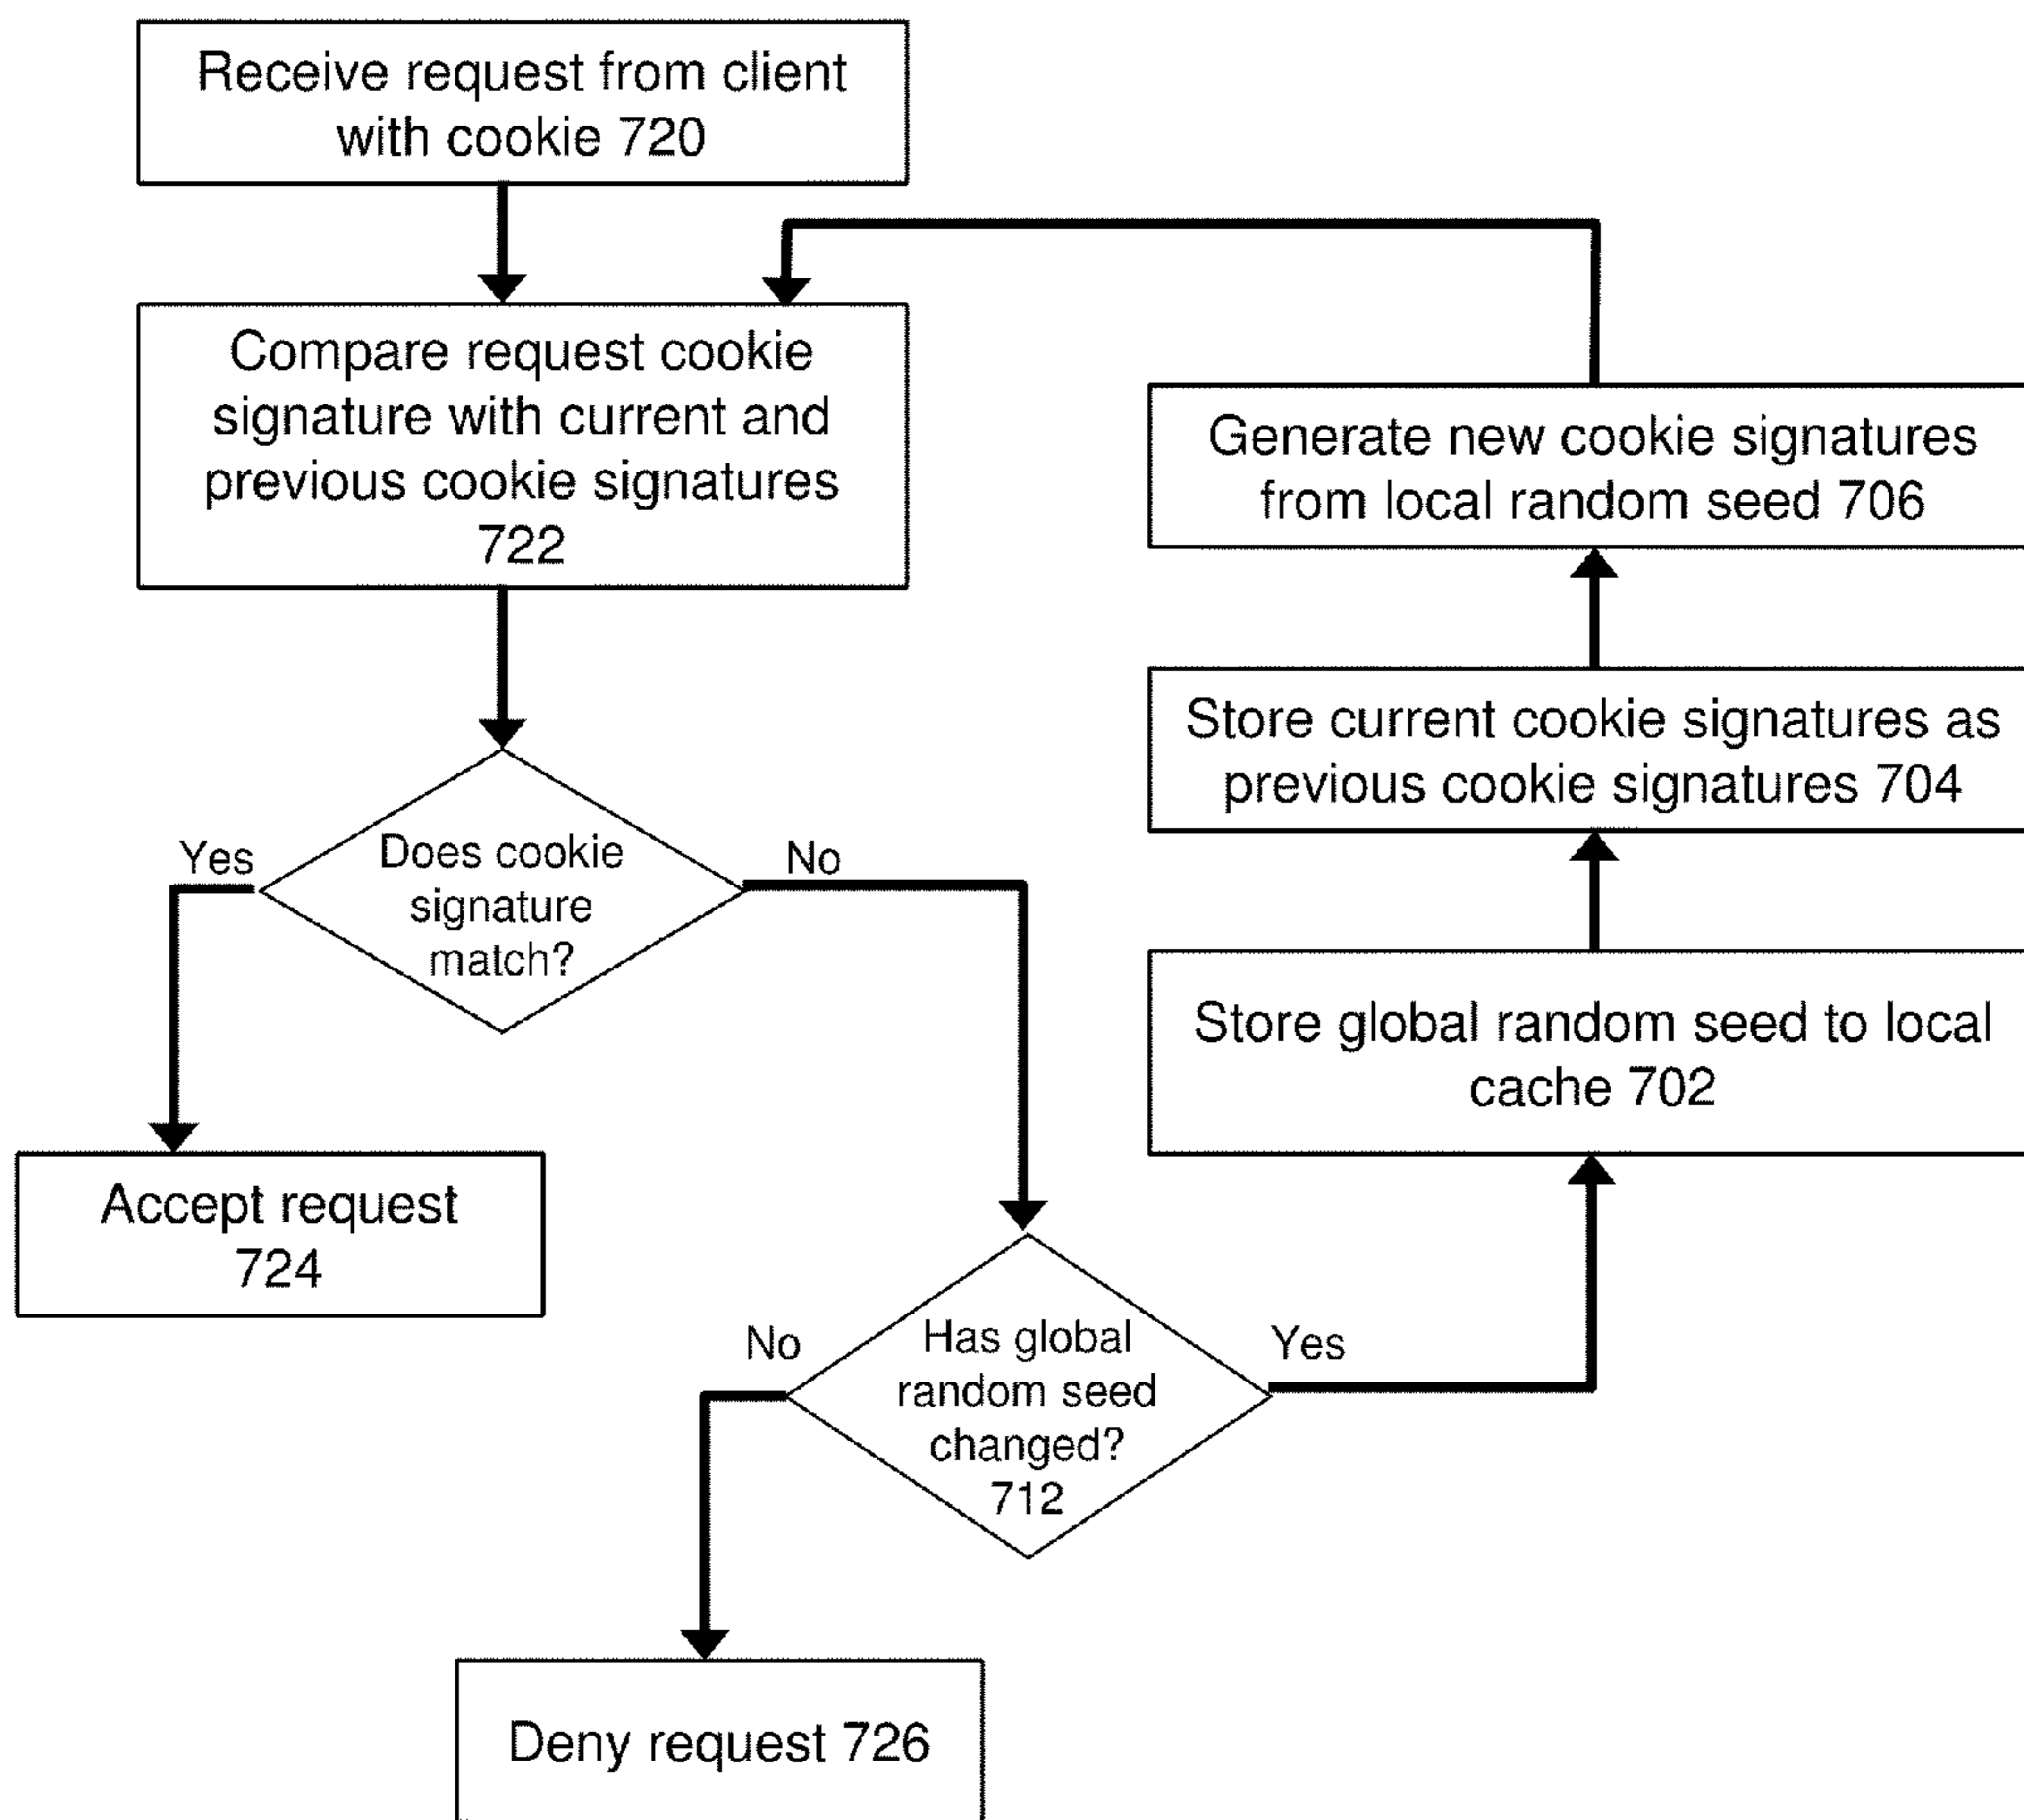 Receive request from client
with cookie 720
Compare request cookie
signature with current and
previous cookie signatures
722
Generate new cookie signatures
from local random seed 706
Store current cookie signatures as
previous cookie signatures 704
Yes
Does cookie
signature
match?
No
Store global random seed to local
cache 702
Accept request
724
No
Has global
random seed
changed?
712
Yes
Deny request 726